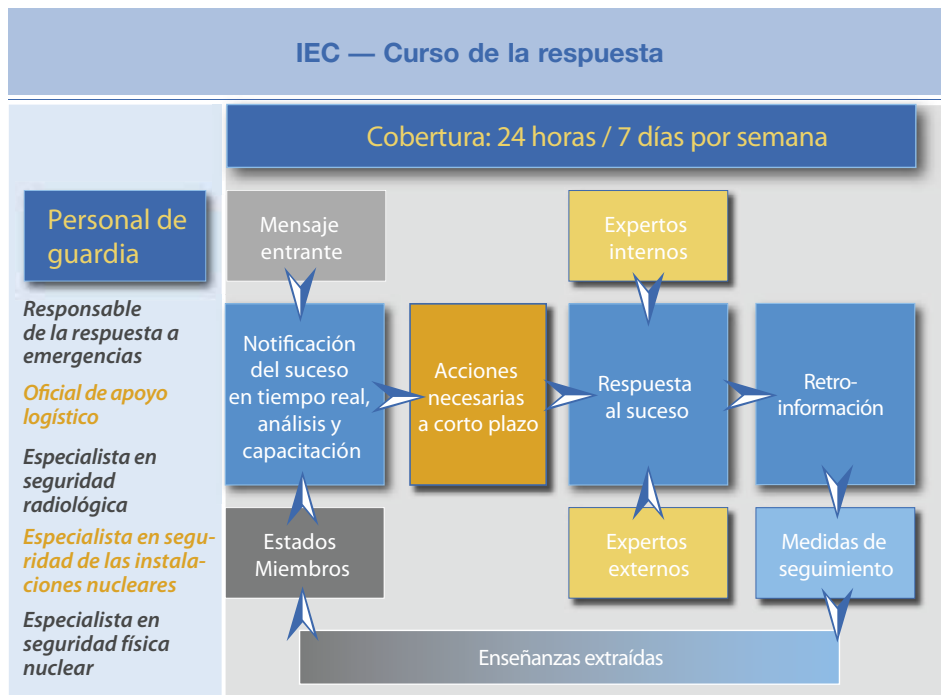 IEC — Curso de la respuesta
Cobertura: 24 horas / 7 días por semana
Personal de
guardia
Responsable
de la respuesta a
emergencias
Oficial de apoyo
logístico
Especialista en
seguridad
radiológica
Especialista en segu-
ridad de las instala-
ciones nucleares
Especialista en
seguridad física
nuclear
Mensaje
entrante
Notificación
del suceso
en tiempo real,
análisis y
capacitación
Estados
Miembros
Acciones
necesarias
a corto plazo
Expertos
internos
Respuesta
al suceso
Expertos
externos
Retro-
información
Medidas de
seguimiento
Enseñanzas extraídas